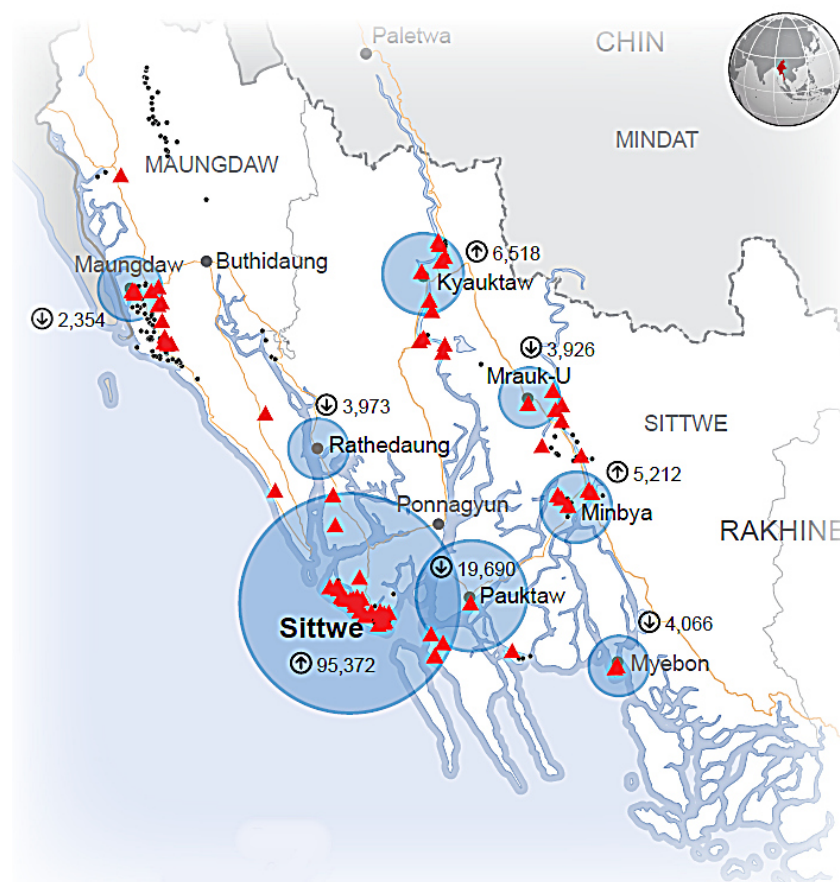 Paletwa
CHIN
MINDAT
MAUNGDAW
Buthidaung
Maungdaw
6,518
Kyauktaw
2,354
3,926
Mrauk-U
3,973
SITTWE
Rathedaung
5,212
Ponnagyun
Minbya
RAKHINE
19,690
Pauktaw
Sittwe
4,066
95,372
Myebon